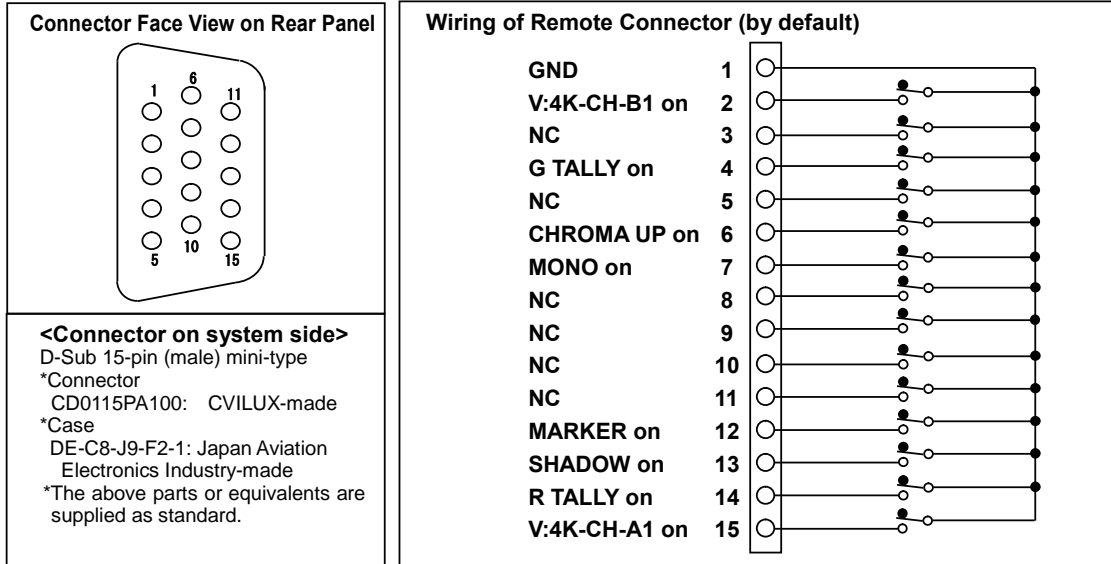 Connector Face View on Rear Panel
6
1
11
5
10
15
<Connector on system side>
D-Sub 15-pin (male) mini-type
*Connector
CD0115PA100: CVILUX-made
*Case
DE-C8-J9-F2-1: Japan Aviation
Electronics Industry-made
*The above parts or equivalents are
supplied as standard.
Wiring of Remote Connector (by default)
GND 1
V:4K-CH-B1 on 2
NC 3
G TALLY on 4
NC 5
CHROMA UP on 6
MONO on 7
NC 8
NC 9
NC 10
NC 11
MARKER on 12
SHADOW on 13
R TALLY on 14
V:4K-CH-A1 on 15